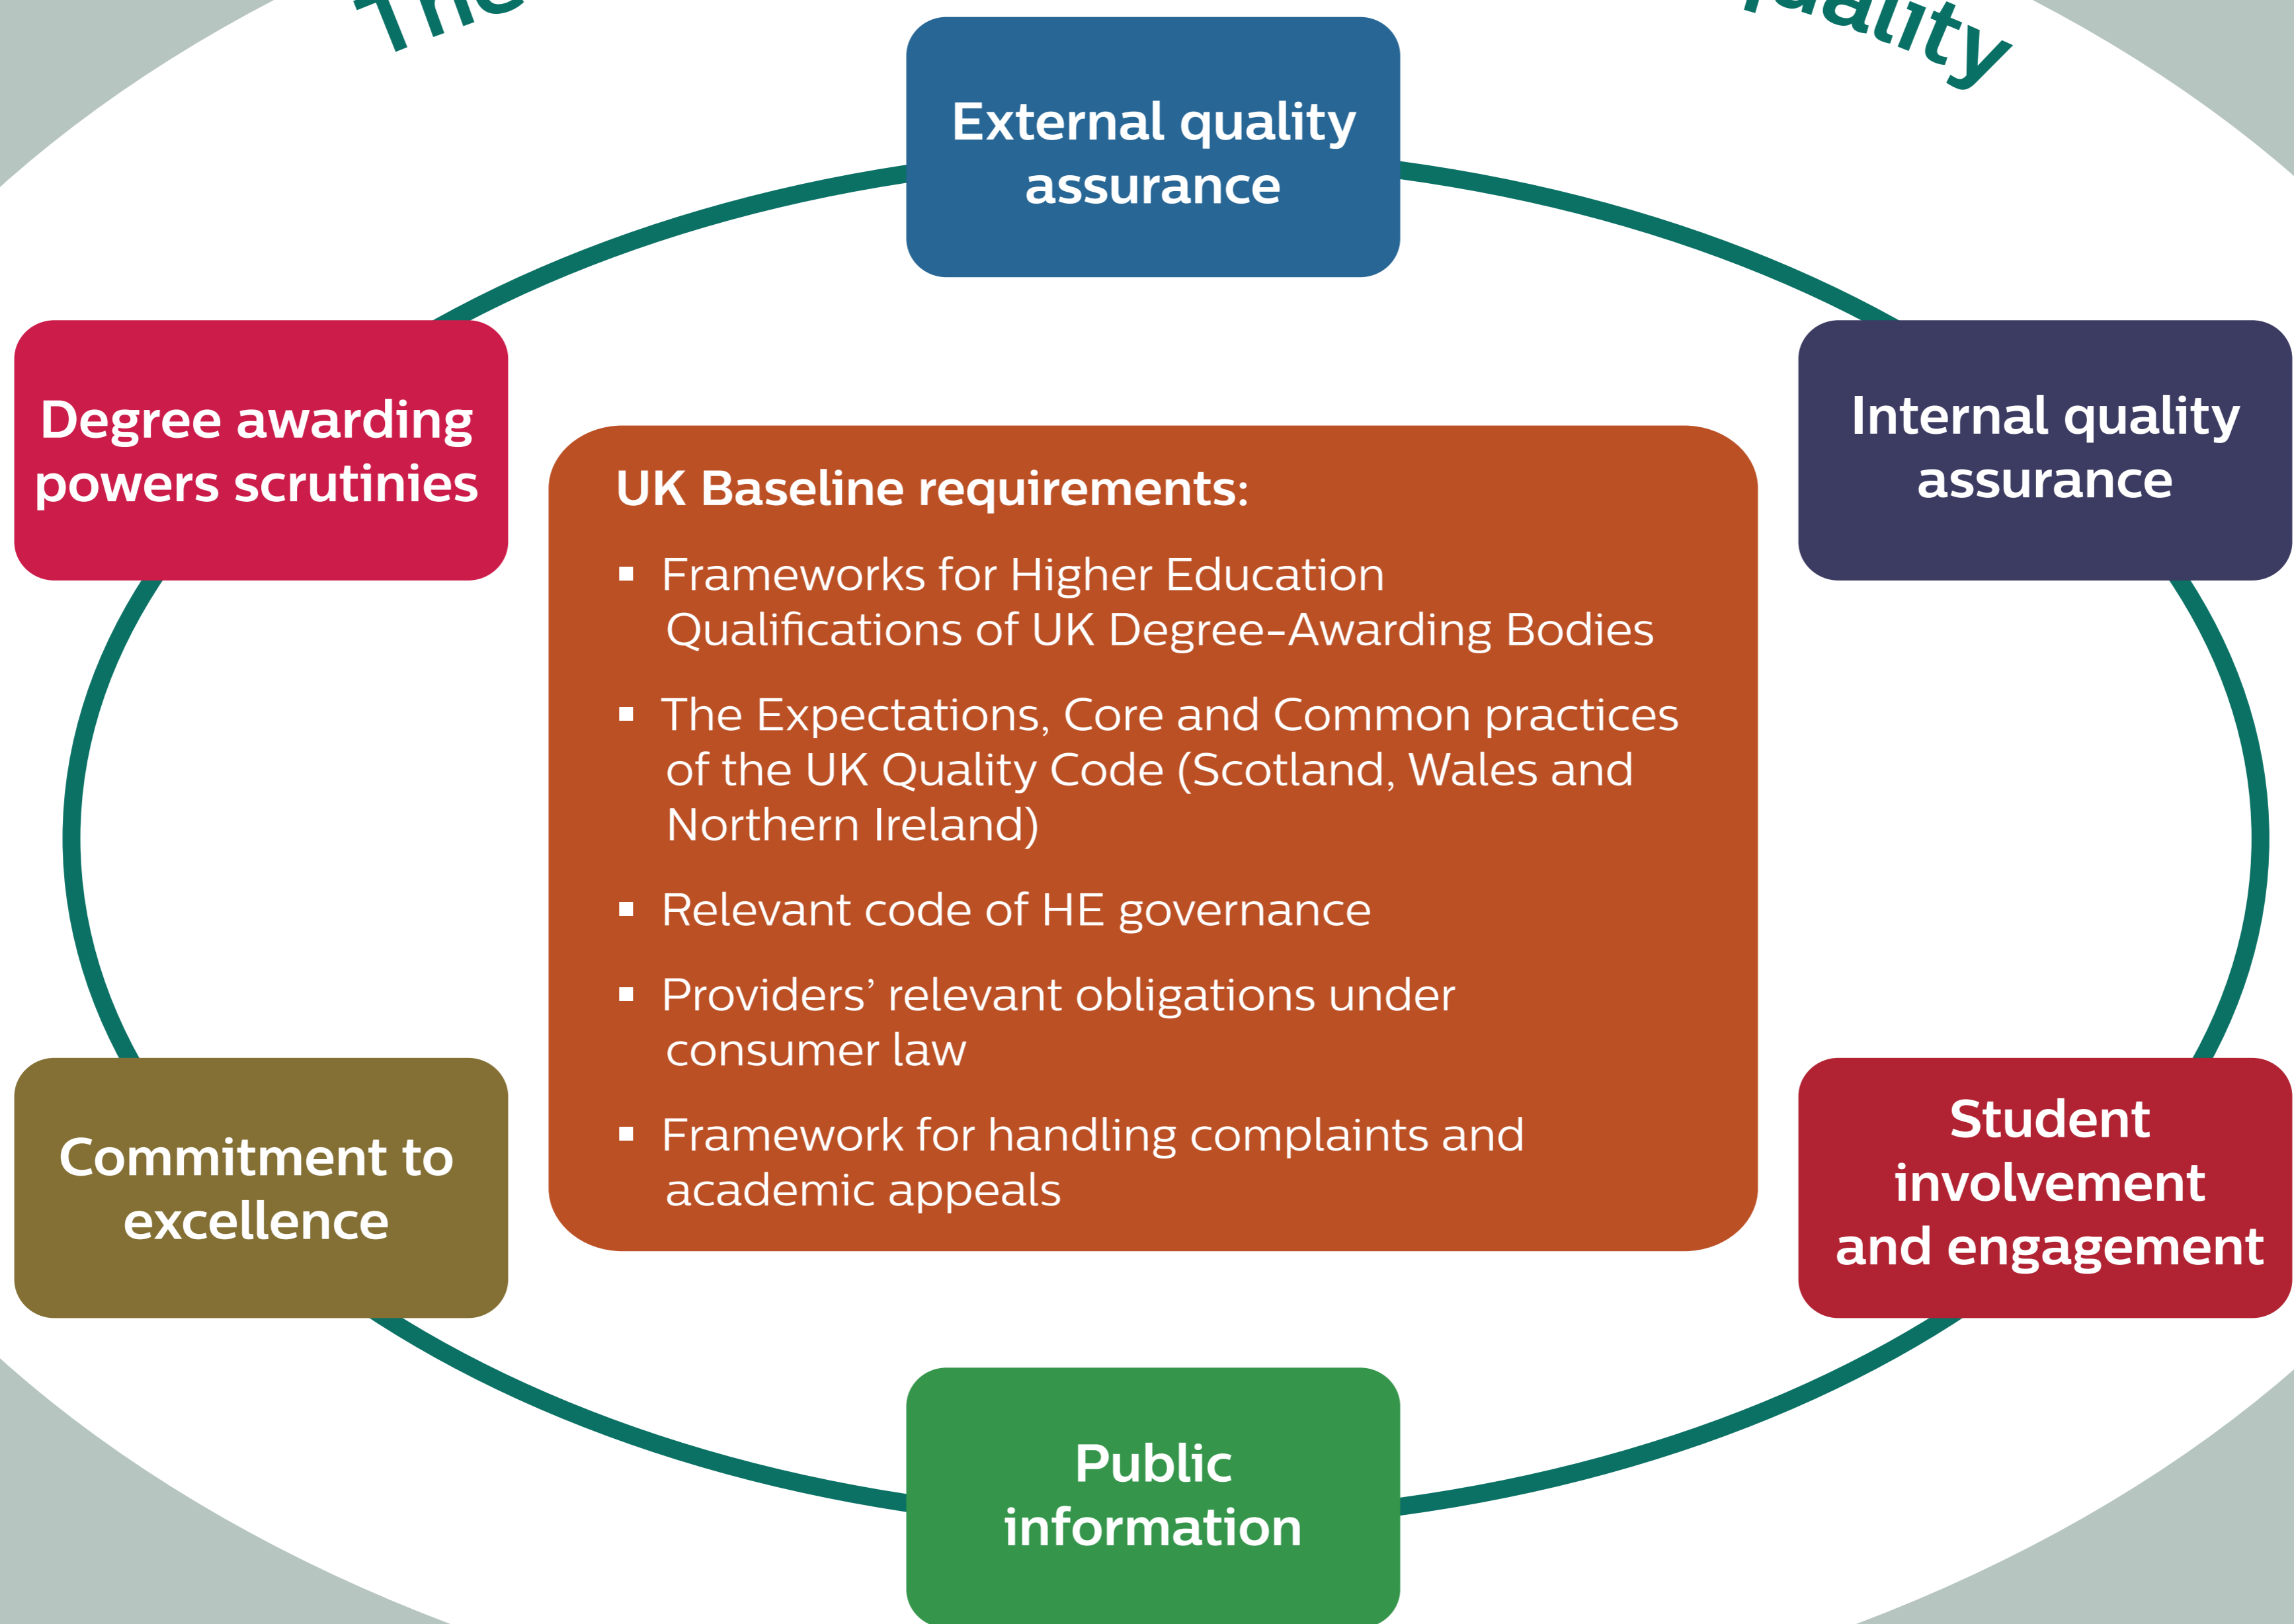 The
External quality
assurance
Degree awarding
powers scrutinies
Internal quality
assurance
UK Baseline requirements:
▪ Frameworks for Higher Education
Qualifications of UK Degree-Awarding Bodies
▪ The Expectations, Core and Common practices
of the UK Quality Code (Scotland, Wales and
Northern Ireland)
▪ Relevant code of HE governance
▪ Providers’ relevant obligations under
consumer law
▪ Framework for handling complaints and
academic appeals
Commitment to
excellence
Student
involvement
and engagement
Public
information